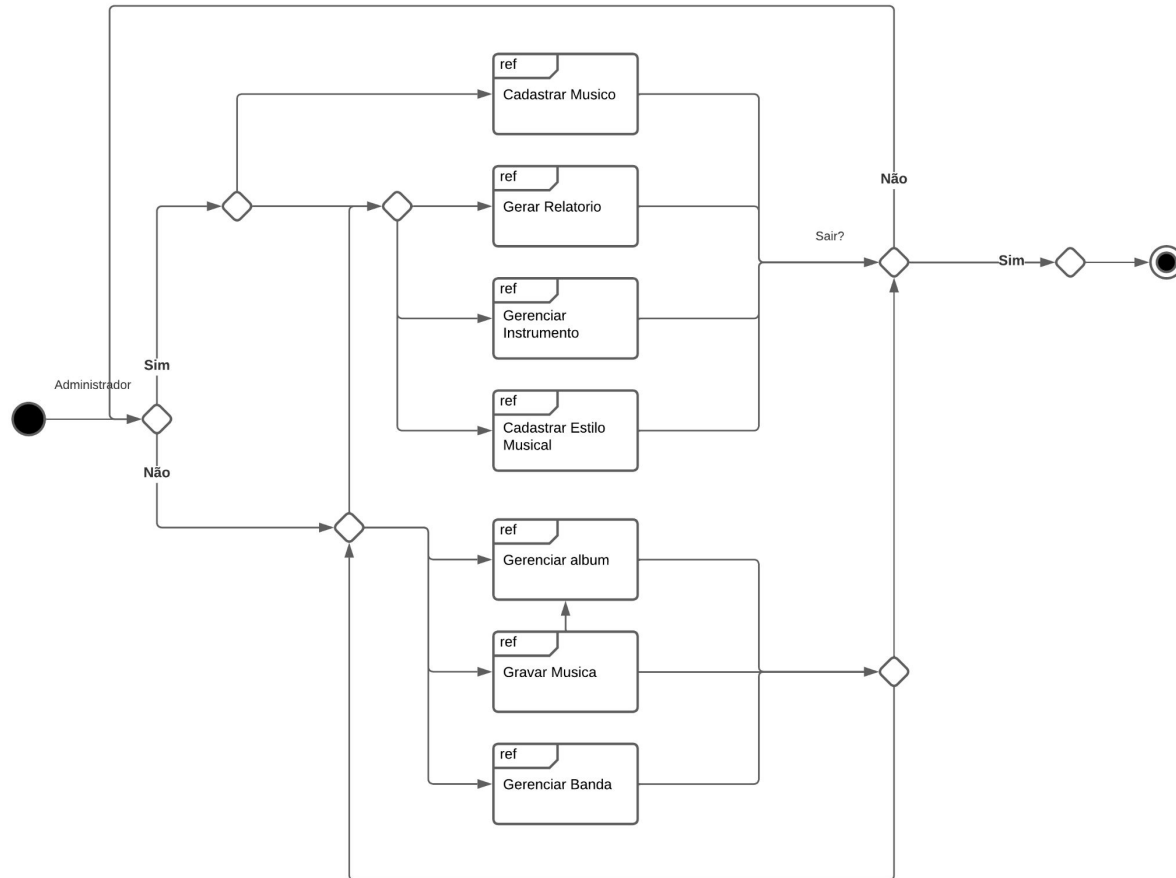 ref
Cadastrar Musico
ref
Gerar Relatorio
Não
Sair?
Sim
ref
Gerenciar
Instrumento
Sim
Administrador
ref
Cadastrar Estilo
Musical
Não
ref
Gerenciar album
ref
Gravar Musica
ref
Gerenciar Banda